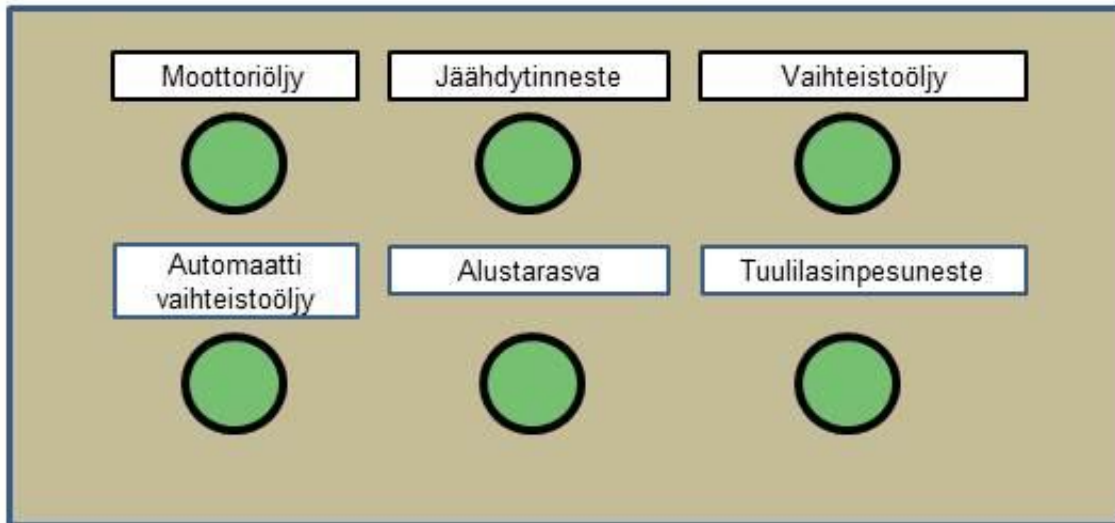 Moottoriöljy
Jäähdytinneste
Vaihteistoöljy
Automaatti
vaihteistoöljy
Alustarasva
Tuulilasinpesuneste